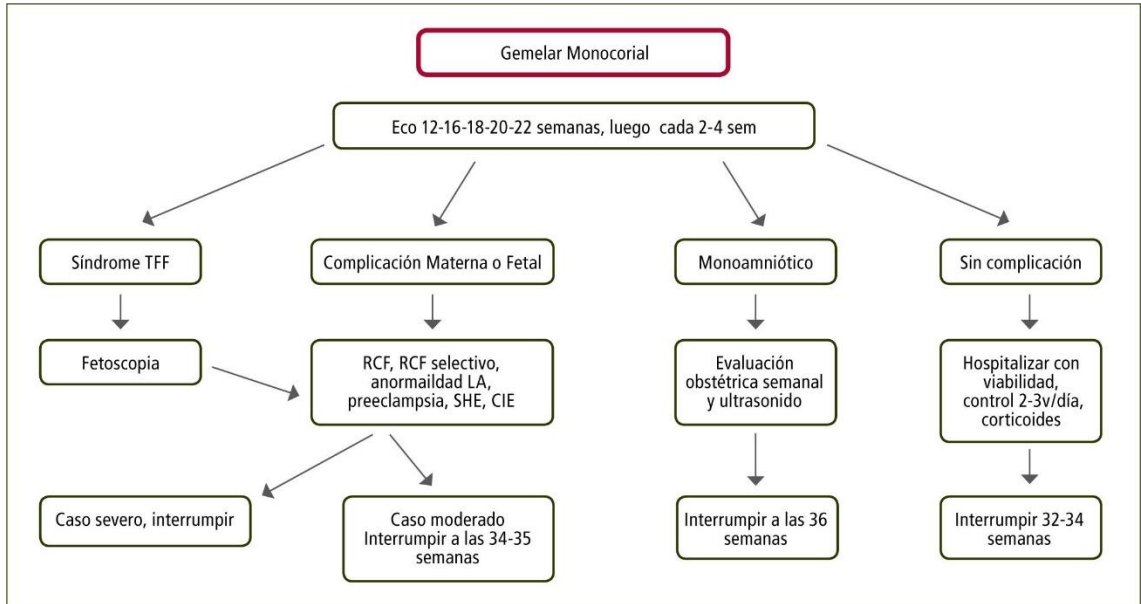 Gemelar Monocorial
Eco 12-16-18-20-22 semanas, luego cada 2-4 sem
Síndrome TFF
Complicación Materna o Fetal
Monoamniótico
Sin complicación
Fetoscopia
RCF, RCF selectivo,
anormaildad LA,
preeclampsia, SHE, CIE
Evaluación
obstétrica semanal
y ultrasonido
Hospitalizar con
viabilidad,
control 2-3v/día,
corticoides
Caso severo, interrumpir
Caso moderado
Interrumpir a las 34-35
semanas
Interrumpir a las 36
semanas
Interrumpir 32-34
semanas